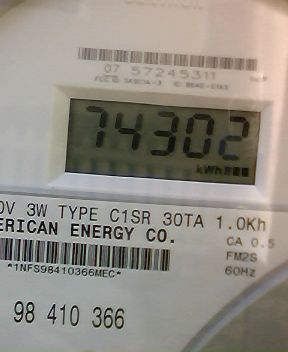 07 57245311
74302
kWh
0V 3W TYPE C1SR 30TA 1.0Kh
ERICAN ENERGY CO.
CA 0.5
*1NFS98410366MEC*
FM2S
60Hz
98 410 366